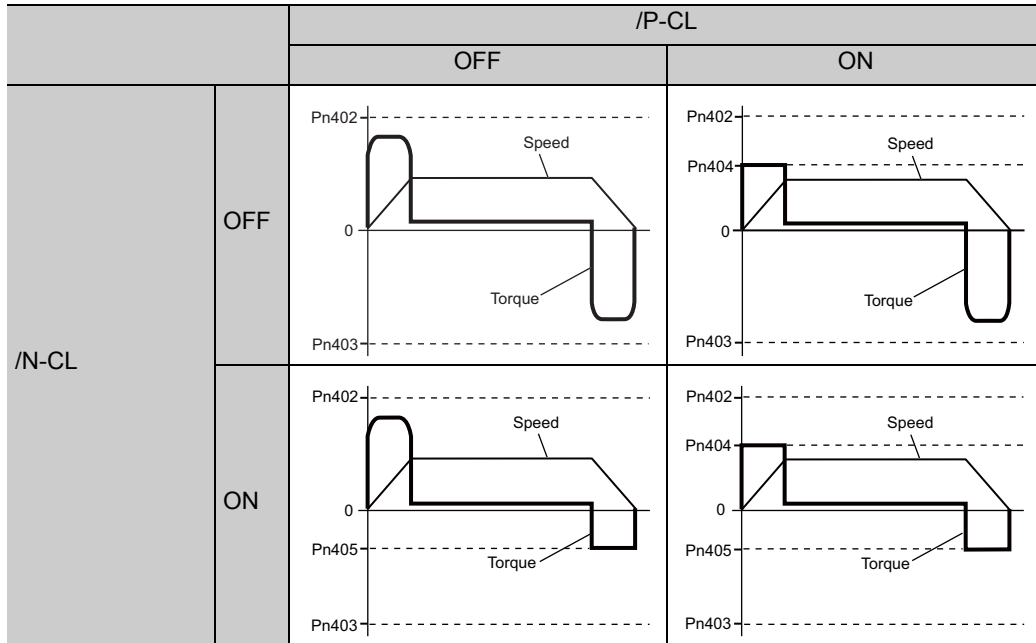 /P-CL
OFF
ON
/N-CL
OFF
Pn402
Speed
0
Torque
Pn403
Pn402
Pn404
Speed
0
Torque
Pn403
ON
Pn402
Speed
0
Pn405
Torque
Pn403
Pn402
Pn404
Speed
0
Pn405
Torque
Pn403